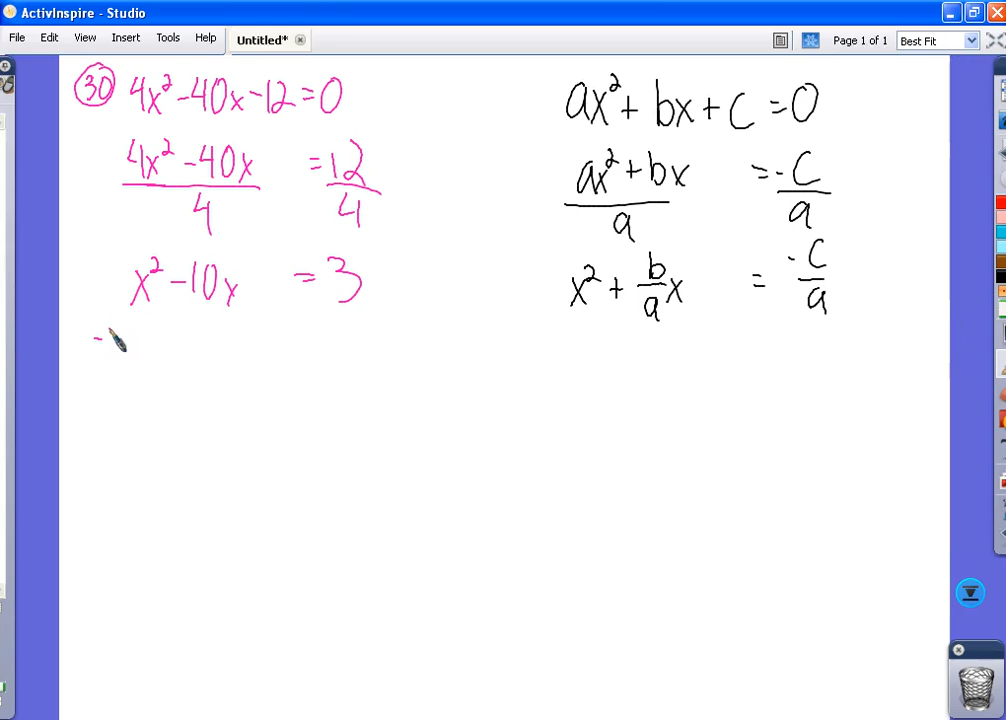 ActivInspire - Studio
File Edit View Insert Tools Help Untitled* Page 1 of 1 Best Fit
30 4x² -40x -12 = 0
4x² -40x = 12
4 4
x² -10x = 3
-
ax² + bx + c = 0
ax² + bx = -c
a a
x² + b/a x = -c/a